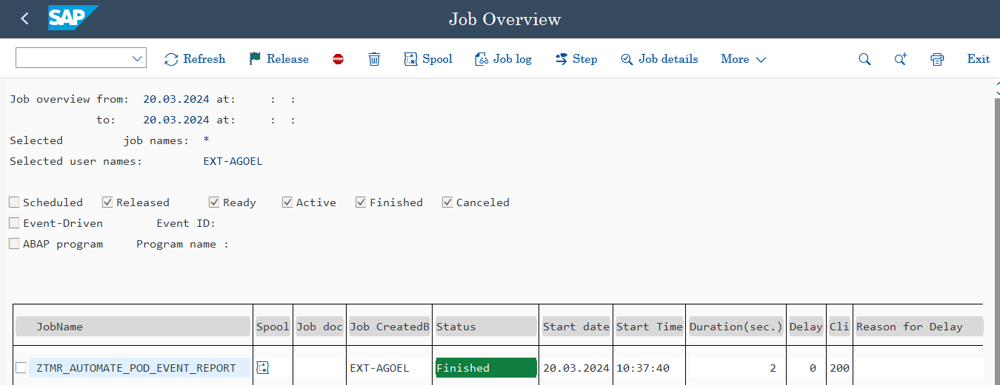 SAP Job Overview
Refresh Release STOP Spool Job log Step Job details More Exit
Job overview from: 20.03.2024 at: : :
to: 20.03.2024 at: : :
Selected job names: *
Selected user names: EXT-AGOEL
Scheduled Released Ready Active Finished Canceled
Event-Driven Event ID:
ABAP program Program name :
JobName Spool Job doc Job CreatedB Status Start date Start Time Duration(sec.) Delay Cli Reason for Delay
ZTMR_AUTOMATE_POD_EVENT_REPORT EXT-AGOEL Finished 20.03.2024 10:37:40 2 0 200